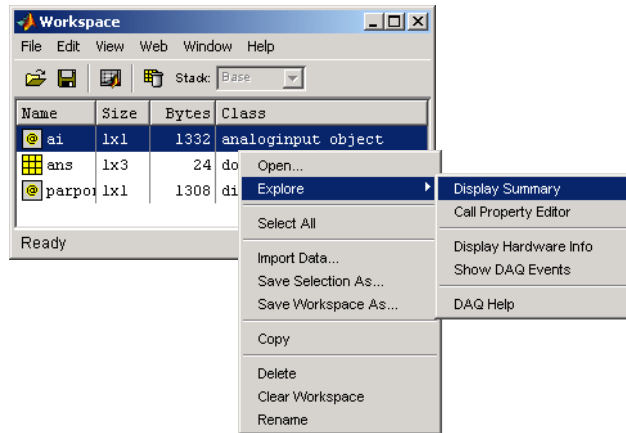 Workspace
File Edit View Web Window Help
Stack: Base
Name Size Bytes Class
ai 1x1 1332 analoginput object
ans 1x3 24 do
parpo 1x1 1308 di
Ready
Open...
Explore
Select All
Import Data...
Save Selection As...
Save Workspace As...
Copy
Delete
Clear Workspace
Rename
Display Summary
Call Property Editor
Display Hardware Info
Show DAQ Events
DAQ Help